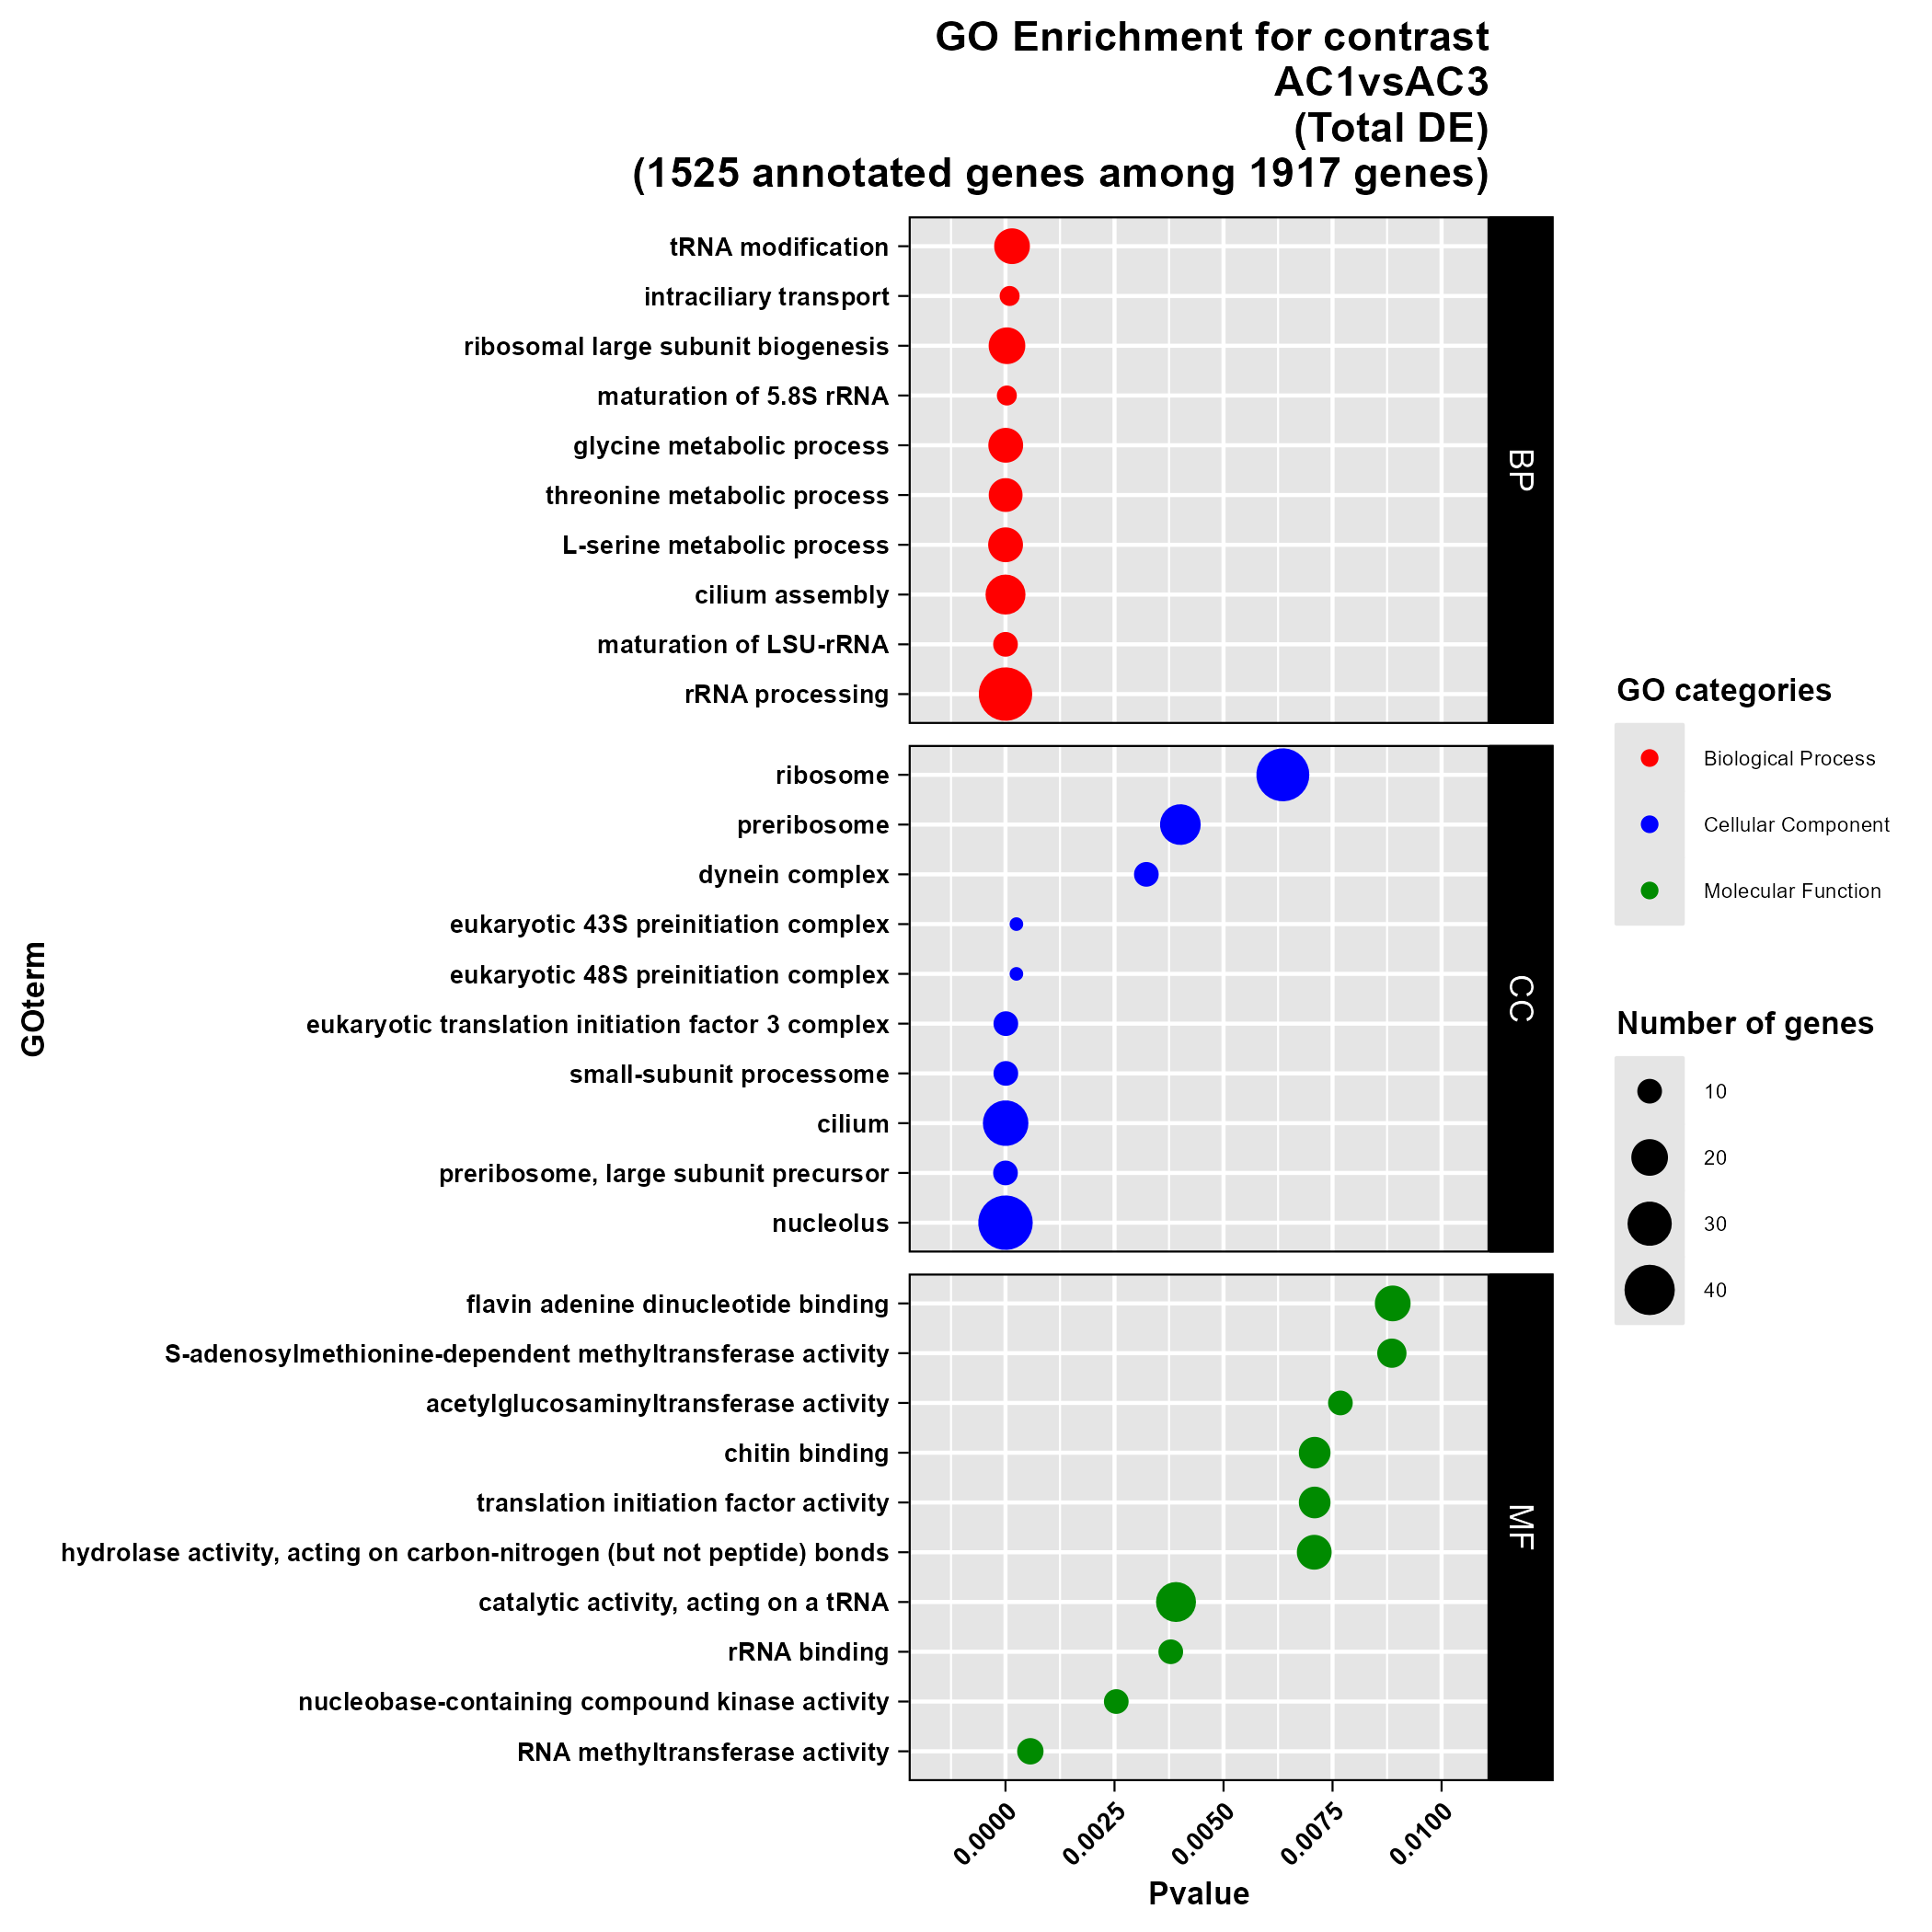 GO Enrichment for contrast
AC1vsAC3
(Total DE)
(1525 annotated genes among 1917 genes)
GOterm
tRNA modification
intraciliary transport
ribosomal large subunit biogenesis
maturation of 5.8S rRNA
glycine metabolic process
threonine metabolic process
L-serine metabolic process
cilium assembly
maturation of LSU-rRNA
rRNA processing
BP
ribosome
preribosome
dynein complex
eukaryotic 43S preinitiation complex
eukaryotic 48S preinitiation complex
eukaryotic translation initiation factor 3 complex
small-subunit processome
cilium
preribosome, large subunit precursor
nucleolus
CC
flavin adenine dinucleotide binding
S-adenosylmethionine-dependent methyltransferase activity
acetylglucosaminyltransferase activity
chitin binding
translation initiation factor activity
hydrolase activity, acting on carbon-nitrogen (but not peptide) bonds
catalytic activity, acting on a tRNA
rRNA binding
nucleobase-containing compound kinase activity
RNA methyltransferase activity
MF
0.0000
0.0025
0.0050
0.0075
0.0100
Pvalue
GO categories
Biological Process
Cellular Component
Molecular Function
Number of genes
10
20
30
40